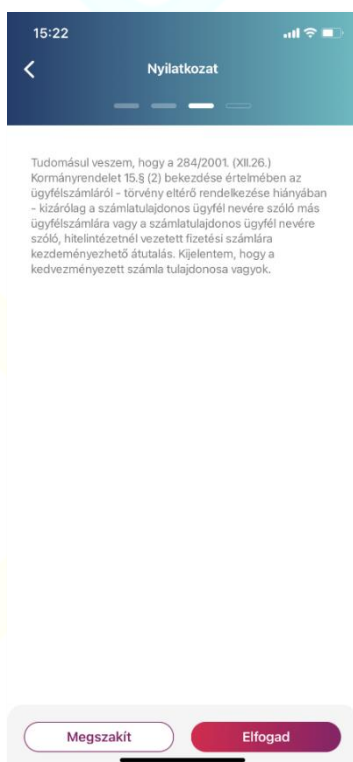 15:22
Nyilatkozat
Tudomásul veszem, hogy a 284/2001. (XII.26.)
Kormányrendelet 15.§ (2) bekezdése értelmében az
ügyfélszámláról - törvény eltérő rendelkezése hiányában
- kizárólag a számlatulajdonos ügyfél nevére szóló más
ügyfélszámlára vagy a számlatulajdonos ügyfél nevére
szóló, hitelintézetnél vezetett fizetési számlára
kezdeményezhető átutalás. Kijelentem, hogy a
kedvezményezett számla tulajdonosa vagyok.
Megszakít
Elfogad